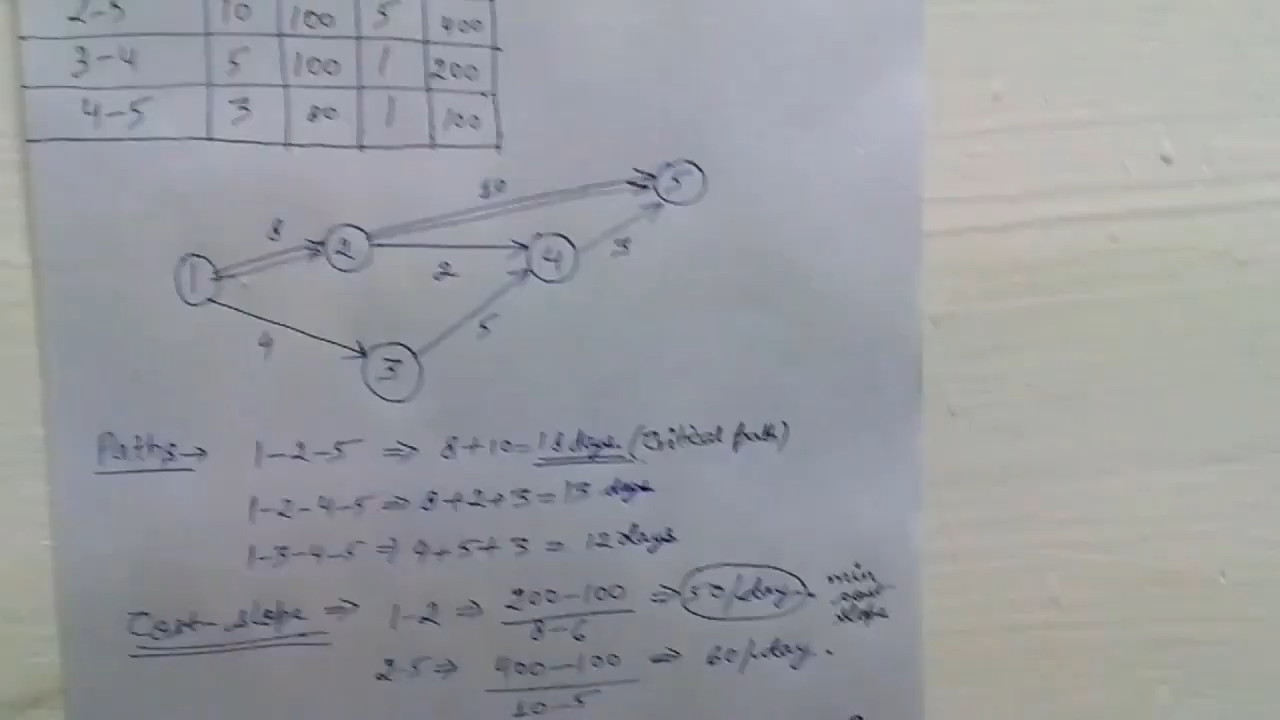 2-5 10 100 5 400
3-4 5 100 1 200
4-5 3 80 1 100
10
5
8
2
4
2
3
1
5
4
3
Paths → 1-2-5 ⇒ 8+10=18 days (Critical path)
1-2-4-5 ⇒ 8+2+3=13 days
1-3-4-5 ⇒ 4+5+3 = 12 days
Cost slope ⇒ 1-2 ⇒ 200-100 ⇒ 50/day. min
8-6 cost
slope
2-5 ⇒ 400-100 ⇒ 60/day.
10-5